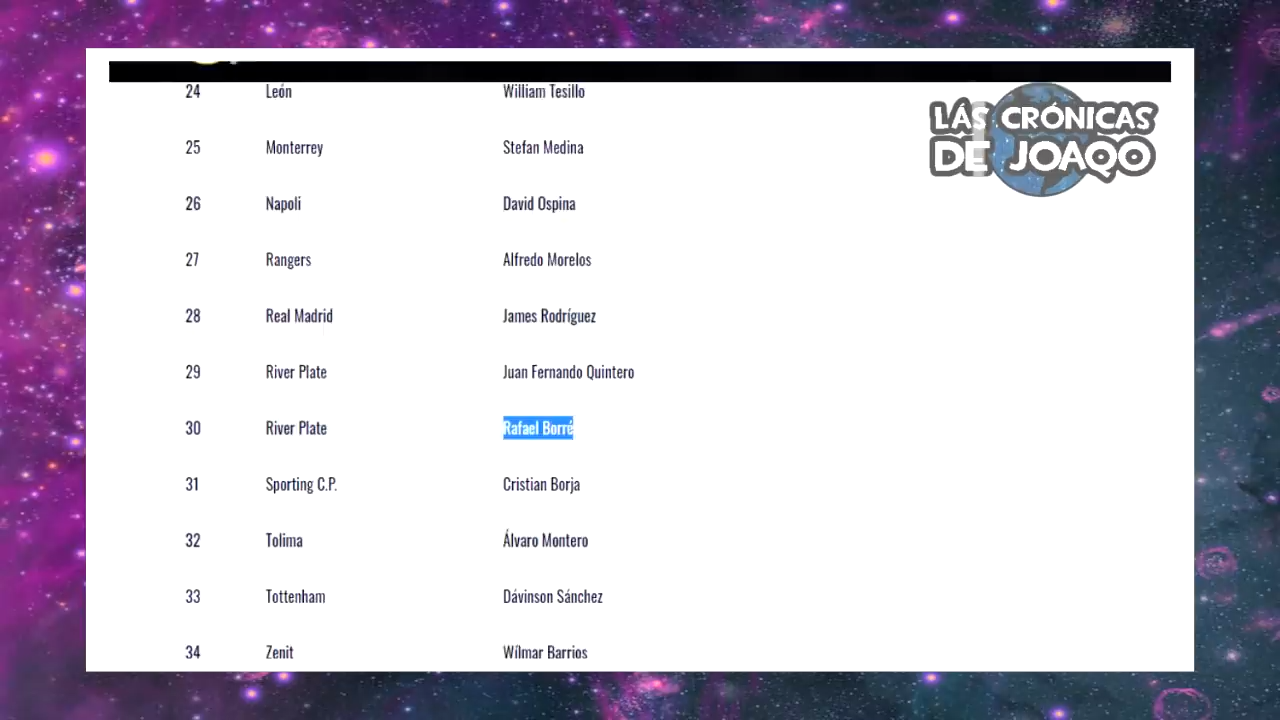 24 León William Tesillo
LÁS CRÓNICAS
DE JOAQO
25 Monterrey Stefan Medina
26 Napoli David Ospina
27 Rangers Alfredo Morelos
28 Real Madrid James Rodríguez
29 River Plate Juan Fernando Quintero
30 River Plate Rafael Borré
31 Sporting C.P. Cristian Borja
32 Tolima Álvaro Montero
33 Tottenham Dávinson Sánchez
34 Zenit Wílmar Barrios